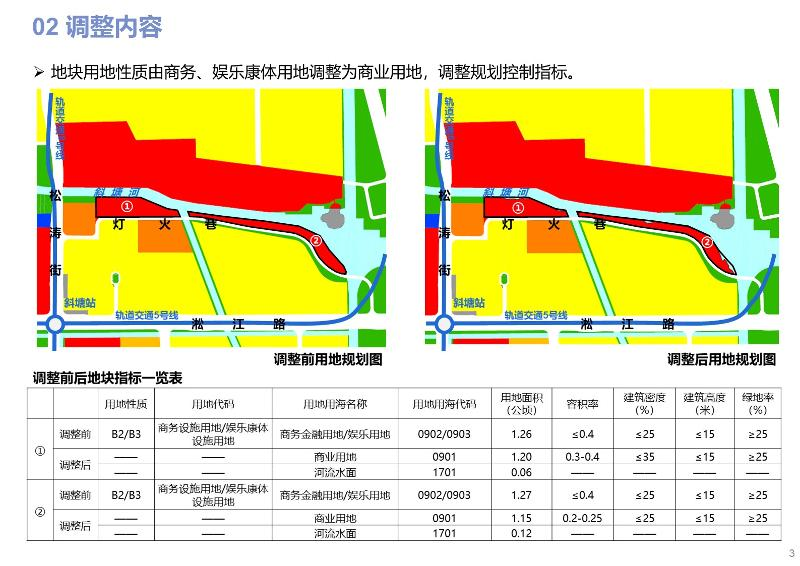 02 调整内容
➢ 地块用地性质由商务、娱乐康体用地调整为商业用地，调整规划控制指标。
轨道交通 号线
斜 塘 河
松
涛
街
①
灯 火 巷
②
斜塘站
轨道交通5号线
淞 江 路
调整前用地规划图
轨道交通 号线
斜 塘 河
松
涛
街
①
灯 火 巷
②
斜塘站
轨道交通5号线
淞 江 路
调整后用地规划图
调整前后地块指标一览表
用地性质 用地代码 用地用海名称 用地用海代码 用地面积（公顷） 容积率 建筑密度（%） 建筑高度（米） 绿地率（%）
① 调整前 B2/B3 商务设施用地/娱乐康体设施用地 商务金融用地/娱乐用地 0902/0903 1.26 ≤0.4 ≤25 ≤15 ≥25
调整后 —— —— 商业用地 0901 1.20 0.3-0.4 ≤35 ≤15 ≥25
—— —— 河流水面 1701 0.06 —— —— —— ——
② 调整前 B2/B3 商务设施用地/娱乐康体设施用地 商务金融用地/娱乐用地 0902/0903 1.27 ≤0.4 ≤25 ≤15 ≥25
调整后 —— —— 商业用地 0901 1.15 0.2-0.25 ≤25 ≤15 ≥25
—— —— 河流水面 1701 0.12 —— —— —— ——
3